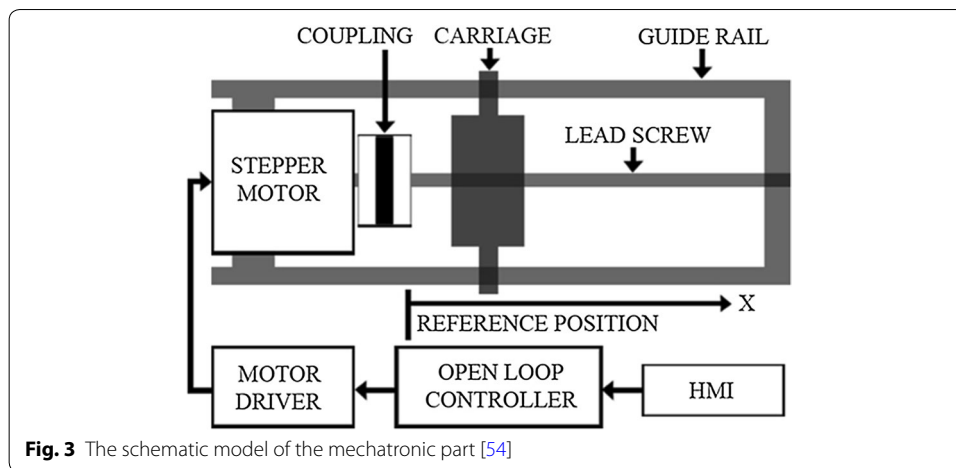 COUPLING CARRIAGE GUIDE RAIL
LEAD SCREW
STEPPER
MOTOR
X
REFERENCE POSITION
MOTOR
DRIVER
OPEN LOOP
CONTROLLER
HMI
Fig. 3 The schematic model of the mechatronic part [54]